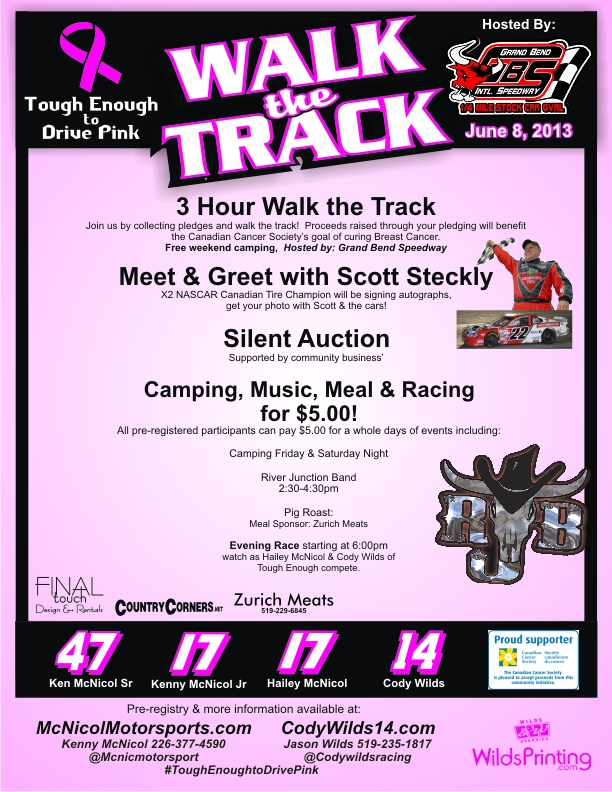 Tough Enough
to
Drive Pink
WALK
the
TRACK
Hosted By:
GRAND BEND
GBS
INTL. SPEEDWAY
1/4 MILE STOCK CAR OVAL
June 8, 2013
3 Hour Walk the Track
Join us by collecting pledges and walk the track! Proceeds raised through your pledging will benefit
the Canadian Cancer Society's goal of curing Breast Cancer.
Free weekend camping, Hosted by: Grand Bend Speedway
Meet & Greet with Scott Steckly
X2 NASCAR Canadian Tire Champion will be signing autographs,
get your photo with Scott & the cars!
22
Silent Auction
Supported by community business'
Camping, Music, Meal & Racing
for $5.00!
All pre-registered participants can pay $5.00 for a whole days of events including:
Camping Friday & Saturday Night
River Junction Band
2:30-4:30pm
Pig Roast:
Meal Sponsor: Zurich Meats
Evening Race starting at 6:00pm
watch as Hailey McNicol & Cody Wilds of
Tough Enough compete.
RJB
FINAL
touch
Design & Rentals
COUNTRYCORNERS.NET
Zurich Meats
519-229-6845
47
Ken McNicol Sr
17
Kenny McNicol Jr
17
Hailey McNicol
14
Cody Wilds
Proud supporter
Canadian Cancer Society
Société canadienne du cancer
The Canadian Cancer Society
is pleased to accept proceeds from this
community initiative.
Pre-registry & more information available at:
McNicolMotorsports.com
Kenny McNicol 226-377-4590
@Mcnicmotorsport
CodyWilds14.com
Jason Wilds 519-235-1817
@Codywildsracing
#ToughEnoughtoDrivePink
WILDS
WildsPrinting
.com